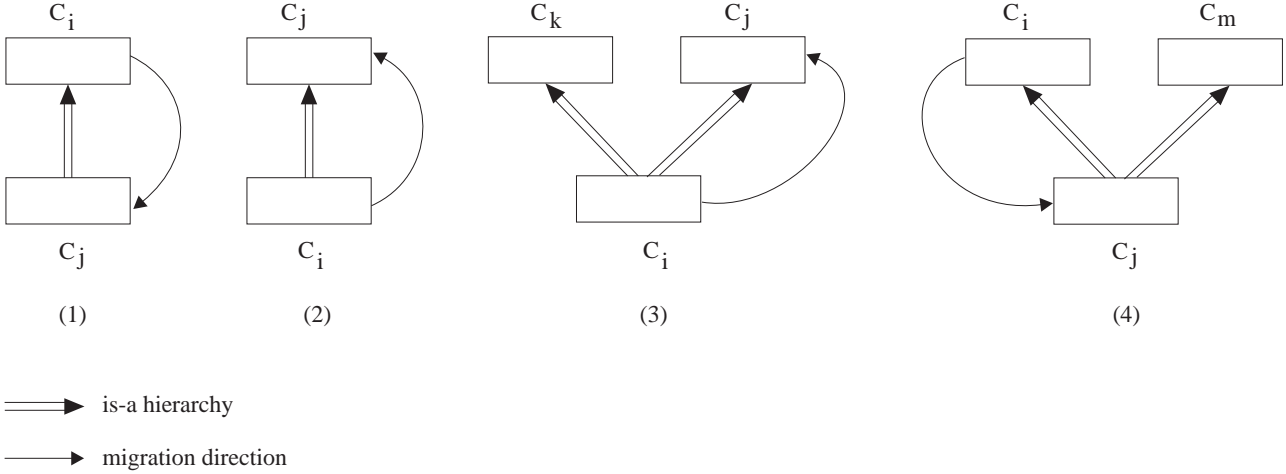 C_i C_j C_k C_j C_i C_m
C_j C_i C_i C_j
(1) (2) (3) (4)
is-a hierarchy
migration direction